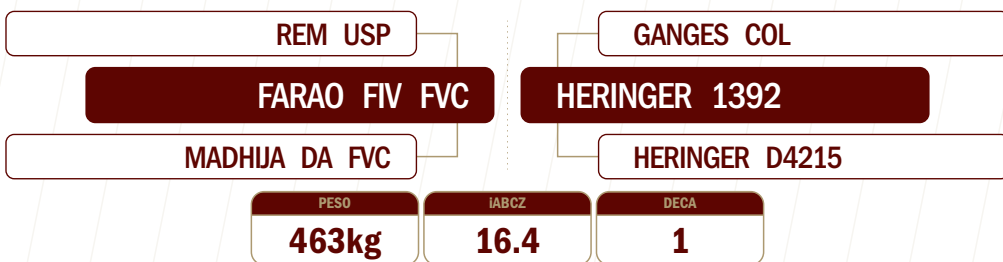 REM USP
GANGES COL
FARAO FIV FVC
HERINGER 1392
MADHIJA DA FVC
HERINGER D4215
PESO
iABCZ
DECA
463kg
16.4
1